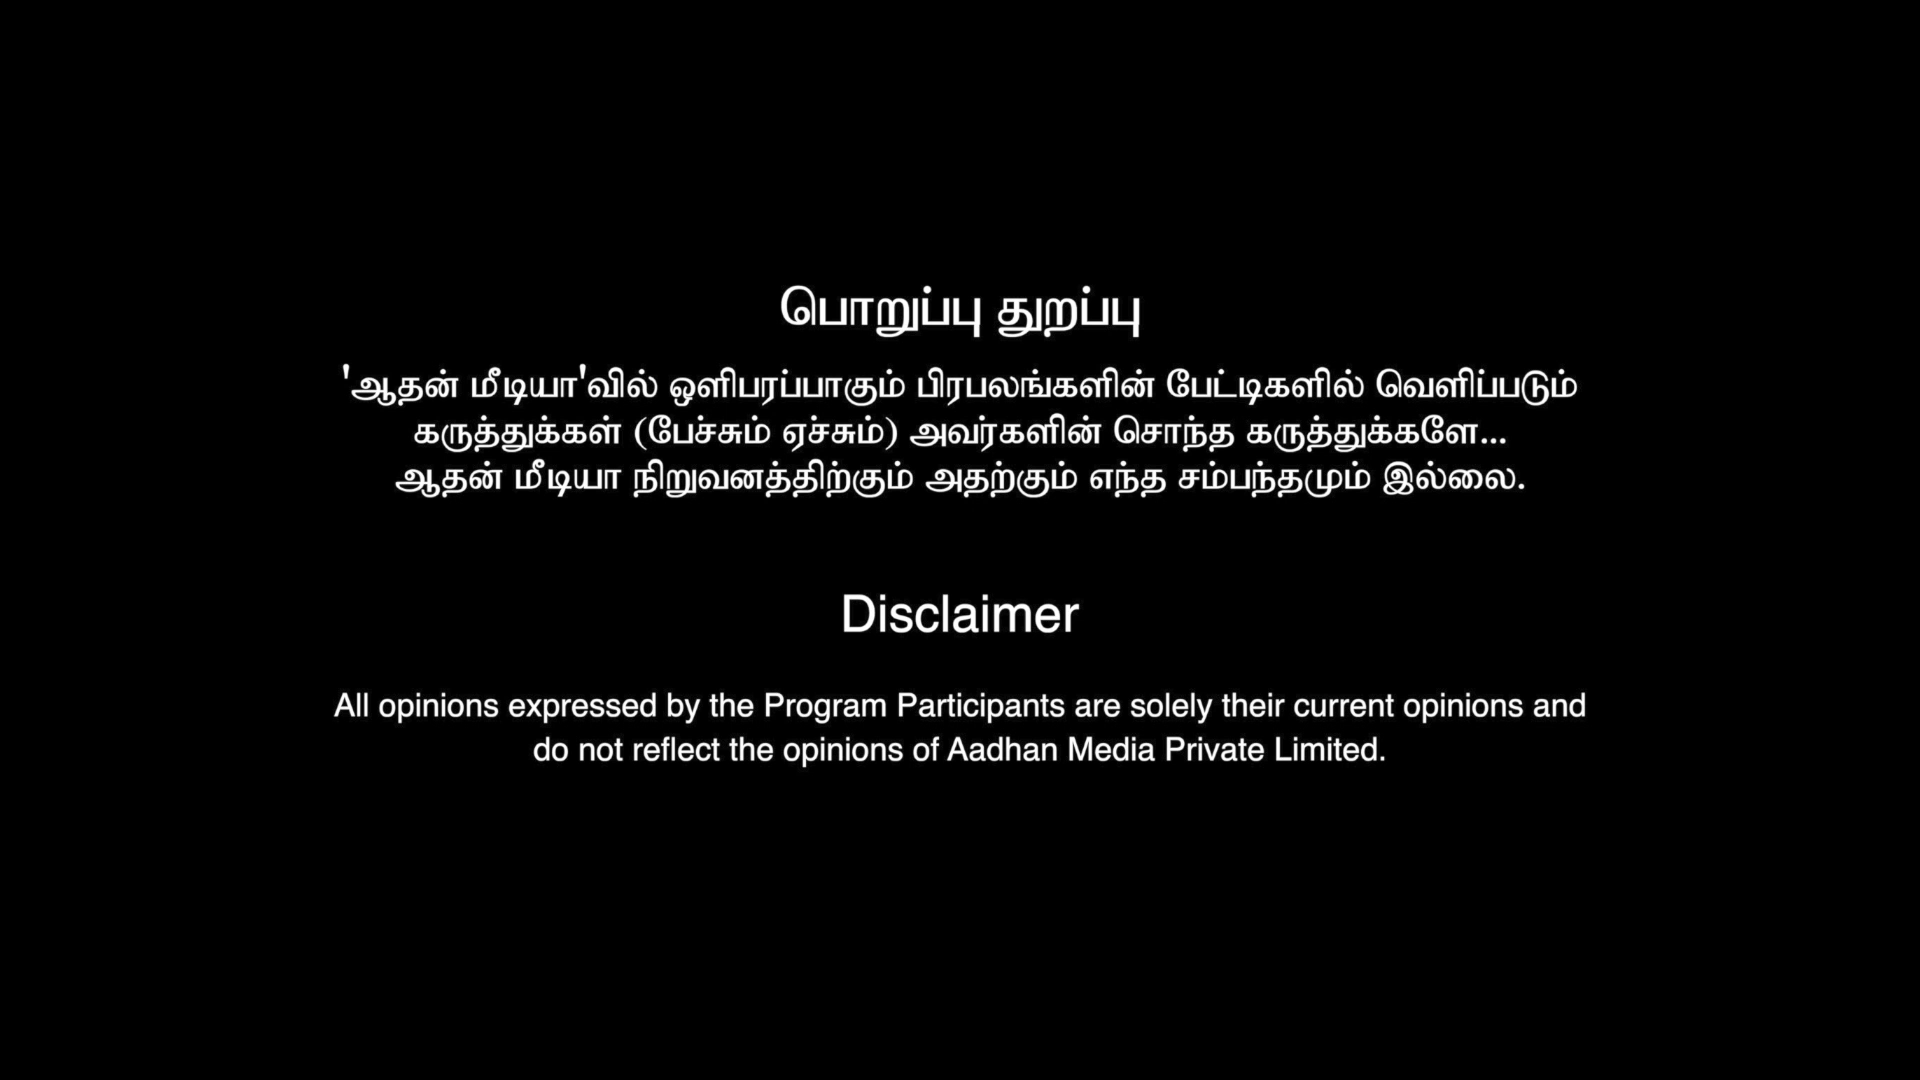 பொறுப்பு துறப்பு
'ஆதன் மீடியா'வில் ஒளிபரப்பாகும் பிரபலங்களின் பேட்டிகளில் வெளிப்படும்
கருத்துக்கள் (பேச்சும் ஏச்சும்) அவர்களின் சொந்த கருத்துக்களே...
ஆதன் மீடியா நிறுவனத்திற்கும் அதற்கும் எந்த சம்பந்தமும் இல்லை.
Disclaimer
All opinions expressed by the Program Participants are solely their current opinions and
do not reflect the opinions of Aadhan Media Private Limited.